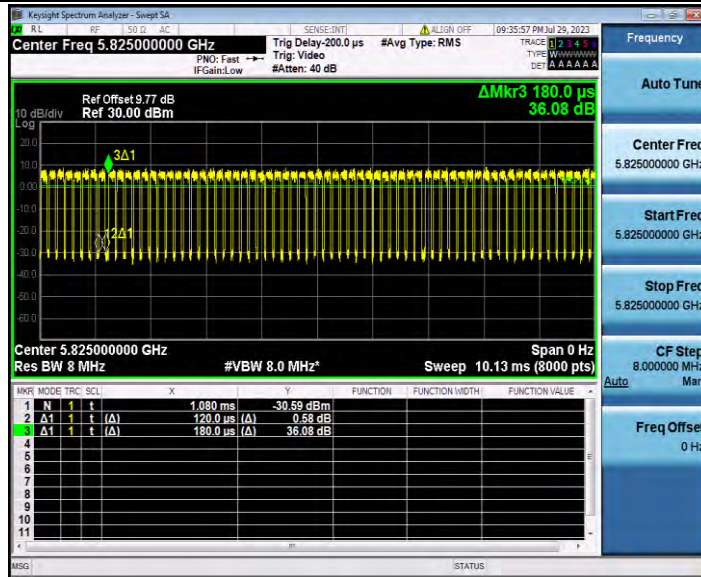 Keysight Spectrum Analyzer - Swept SA
RL RF 50 Ω AC SENSE:INT ALIGN OFF 09:35:57 PM Jul 29, 2023
Center Freq 5.825000000 GHz
Trig Delay-200.0 µs #Avg Type: RMS
TRACE 1 2 3 4 5 6
PNO: Fast Trig: Video
TYPE W
IFGain:Low #Atten: 40 dB
DET A A A A A A
Frequency
Auto Tune
ΔMkr3 180.0 µs
36.08 dB
Ref Offset 9.77 dB
10 dB/div Ref 30.00 dBm
Log
20.0
10.0
0.00
-10.0
-20.0
-30.0
-40.0
-50.0
-60.0
3Δ1
2Δ1
Center 5.825000000 GHz Span 0 Hz
Res BW 8 MHz #VBW 8.0 MHz* Sweep 10.13 ms (8000 pts)
MKR MODE TRC SCL X Y FUNCTION FUNCTION WIDTH FUNCTION VALUE
1 N 1 t 1.080 ms -30.59 dBm
2 Δ1 1 t (Δ) 120.0 µs (Δ) 0.58 dB
3 Δ1 1 t (Δ) 180.0 µs (Δ) 36.08 dB
4
5
6
7
8
9
10
11
Center Freq
5.825000000 GHz
Start Freq
5.825000000 GHz
Stop Freq
5.825000000 GHz
CF Step
8.000000 MHz
Auto Man
Freq Offset
0 Hz
MSG STATUS